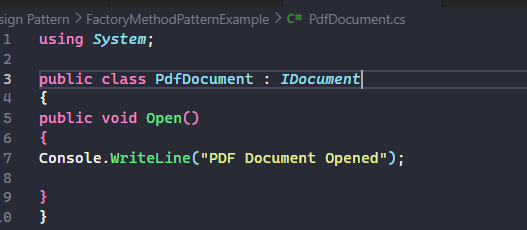 sign Pattern > FactoryMethodPatternExample > C# PdfDocument.cs
1 using System;
2
3 public class PdfDocument : IDocument
4 {
5 public void Open()
6 {
7 Console.WriteLine("PDF Document Opened");
8
9 }
10 }